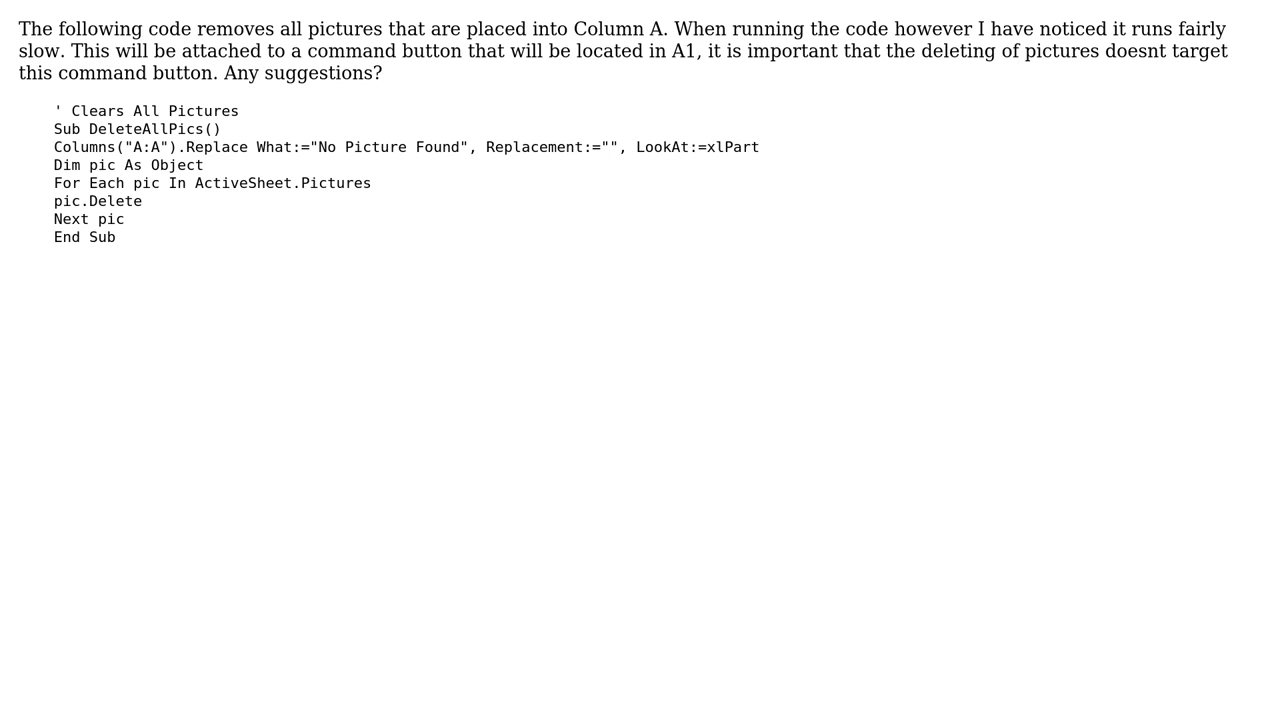 The following code removes all pictures that are placed into Column A. When running the code however I have noticed it runs fairly
slow. This will be attached to a command button that will be located in A1, it is important that the deleting of pictures doesnt target
this command button. Any suggestions?
' Clears All Pictures
Sub DeleteAllPics()
Columns("A:A").Replace What:="No Picture Found", Replacement:="", LookAt:=xlPart
Dim pic As Object
For Each pic In ActiveSheet.Pictures
pic.Delete
Next pic
End Sub